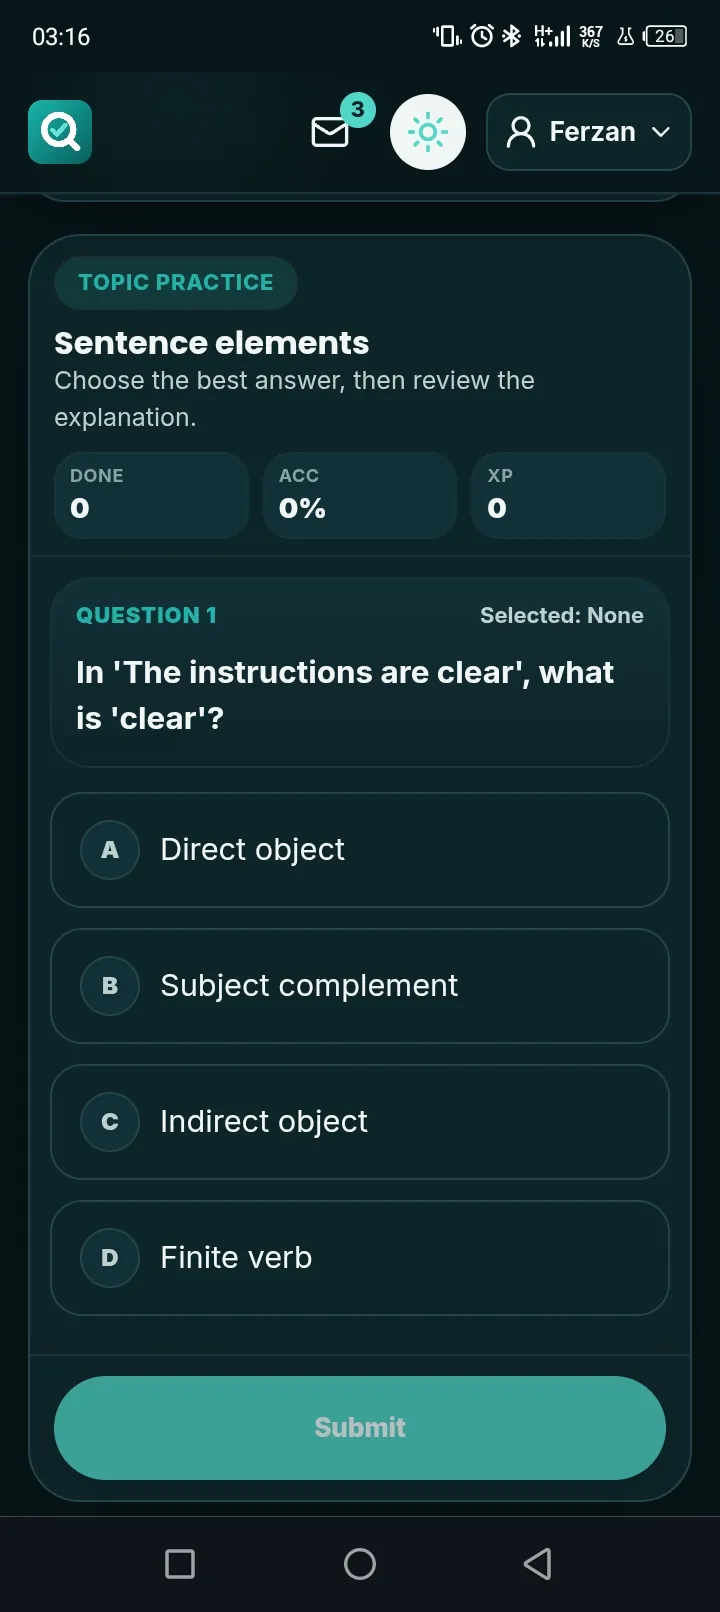 03:16
H+
367
K/S
26
3
Ferzan
TOPIC PRACTICE
Sentence elements
Choose the best answer, then review the
explanation.
DONE
0
ACC
0%
XP
0
QUESTION 1
Selected: None
In 'The instructions are clear', what
is 'clear'?
A
Direct object
B
Subject complement
C
Indirect object
D
Finite verb
Submit